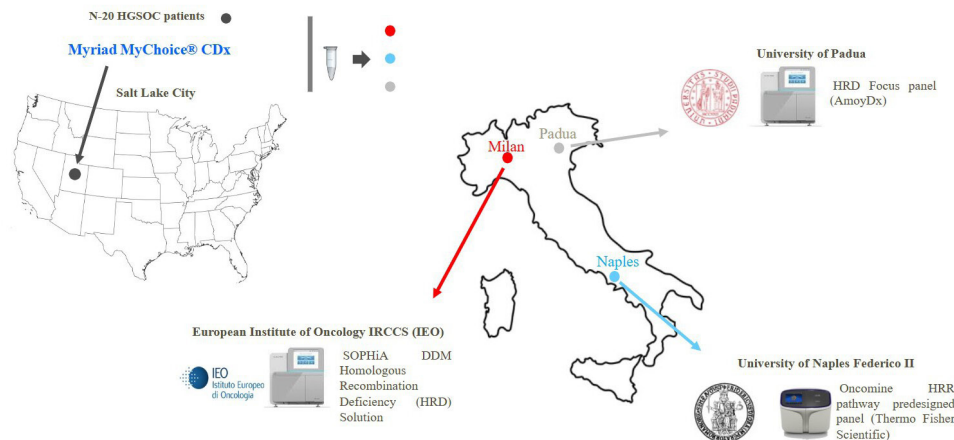 N-20 HGSOC patients
Myriad MyChoice® CDx
Salt Lake City
University of Padua
HRD Focus panel
(AmoyDx)
Padua
Milan
Naples
European Institute of Oncology IRCCS (IEO)
IEO
Istituto Europeo
di Oncologia
SOPHiA DDM
Homologous
Recombination
Deficiency (HRD)
Solution
University of Naples Federico II
Oncomine HRR
pathway predesigned
panel (Thermo Fisher
Scientific)